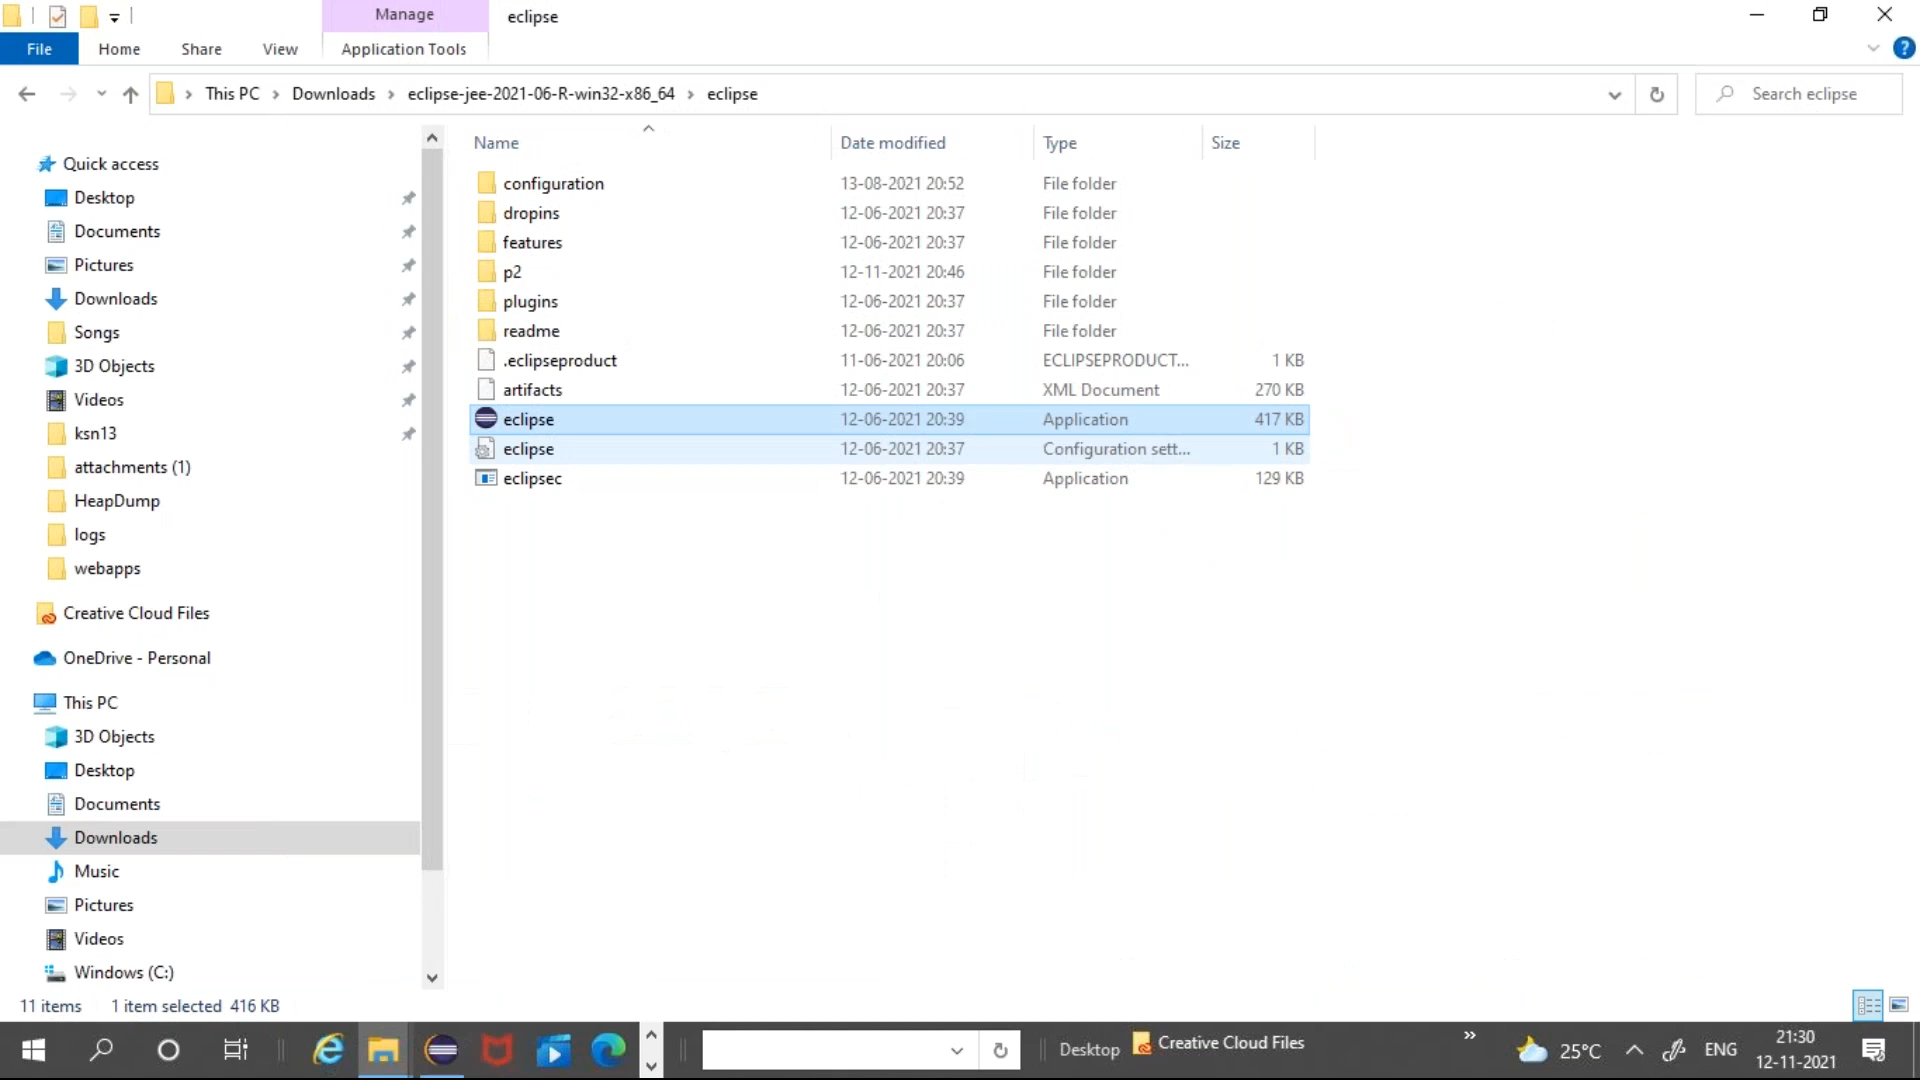 Manage
eclipse
File
Home
Share
View
Application Tools
This PC
Downloads
eclipse-jee-2021-06-R-win32-x86_64
eclipse
Search eclipse
Quick access
Desktop
Documents
Pictures
Downloads
Songs
3D Objects
Videos
ksn13
attachments (1)
HeapDump
logs
webapps
Creative Cloud Files
OneDrive - Personal
This PC
3D Objects
Desktop
Documents
Downloads
Music
Pictures
Videos
Windows (C:)
Name Date modified Type Size
configuration 13-08-2021 20:52 File folder
dropins 12-06-2021 20:37 File folder
features 12-06-2021 20:37 File folder
p2 12-11-2021 20:46 File folder
plugins 12-06-2021 20:37 File folder
readme 12-06-2021 20:37 File folder
.eclipseproduct 11-06-2021 20:06 ECLIPSEPRODUCT... 1 KB
artifacts 12-06-2021 20:37 XML Document 270 KB
eclipse 12-06-2021 20:39 Application 417 KB
eclipse 12-06-2021 20:37 Configuration sett... 1 KB
eclipsec 12-06-2021 20:39 Application 129 KB
11 items 1 item selected 416 KB
Desktop
Creative Cloud Files
25°C
ENG
21:30
12-11-2021